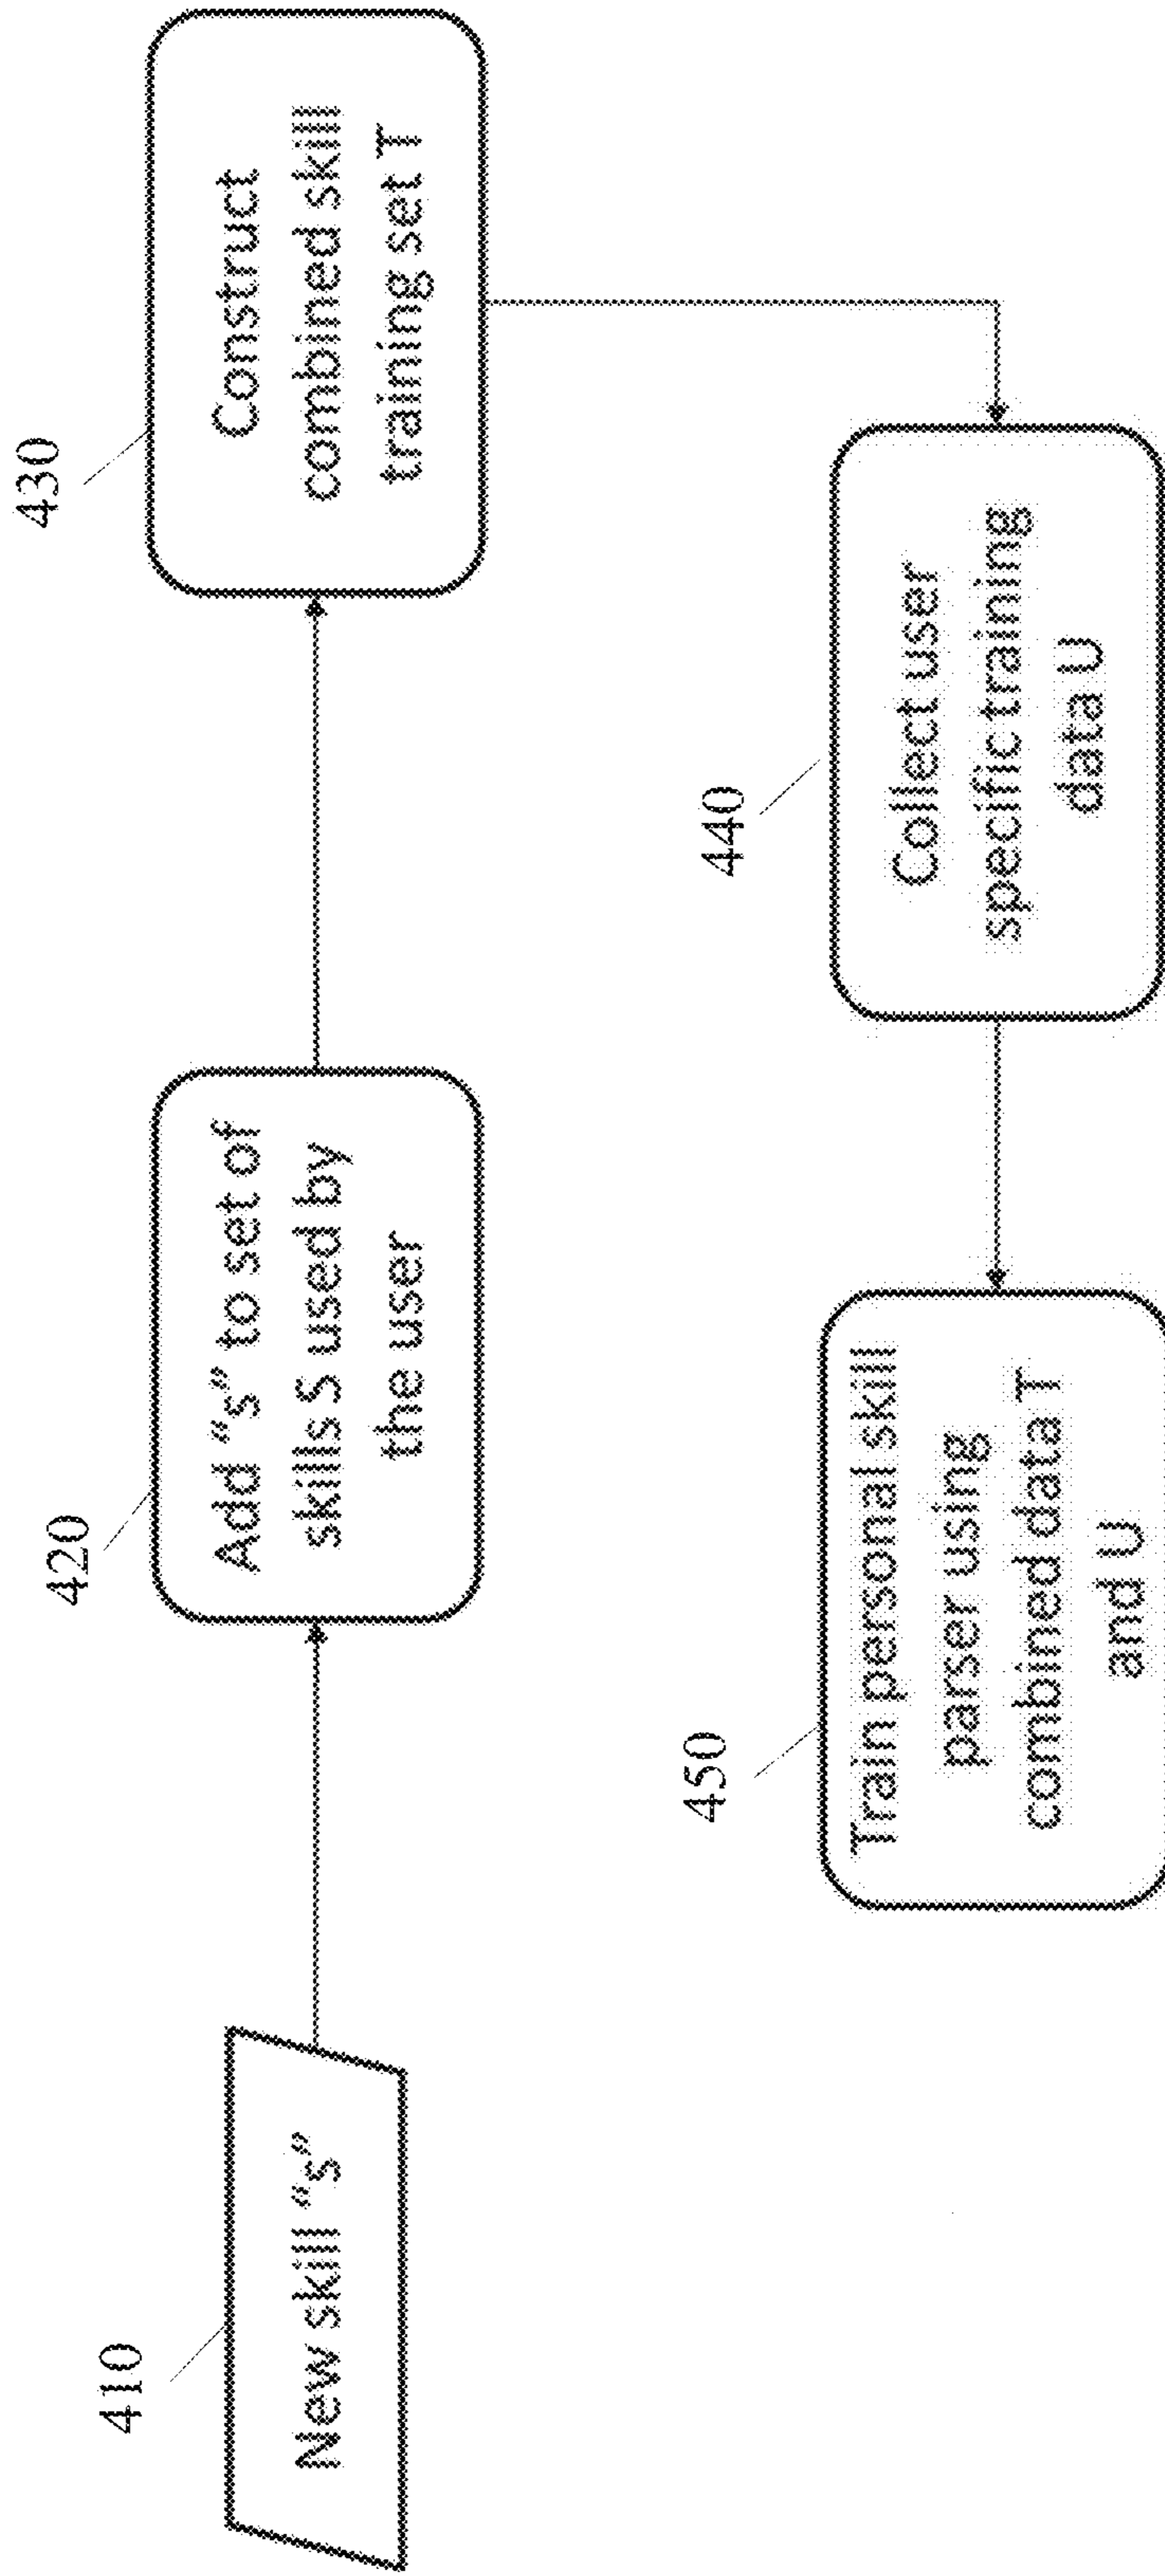 410
New skill “s”
420
Add “s” to set of
skills S used by
the user
430
Construct
combined skill
training set T
440
Collect user
specific training
data U
450
Train personal skill
parser using
combined data T
and U